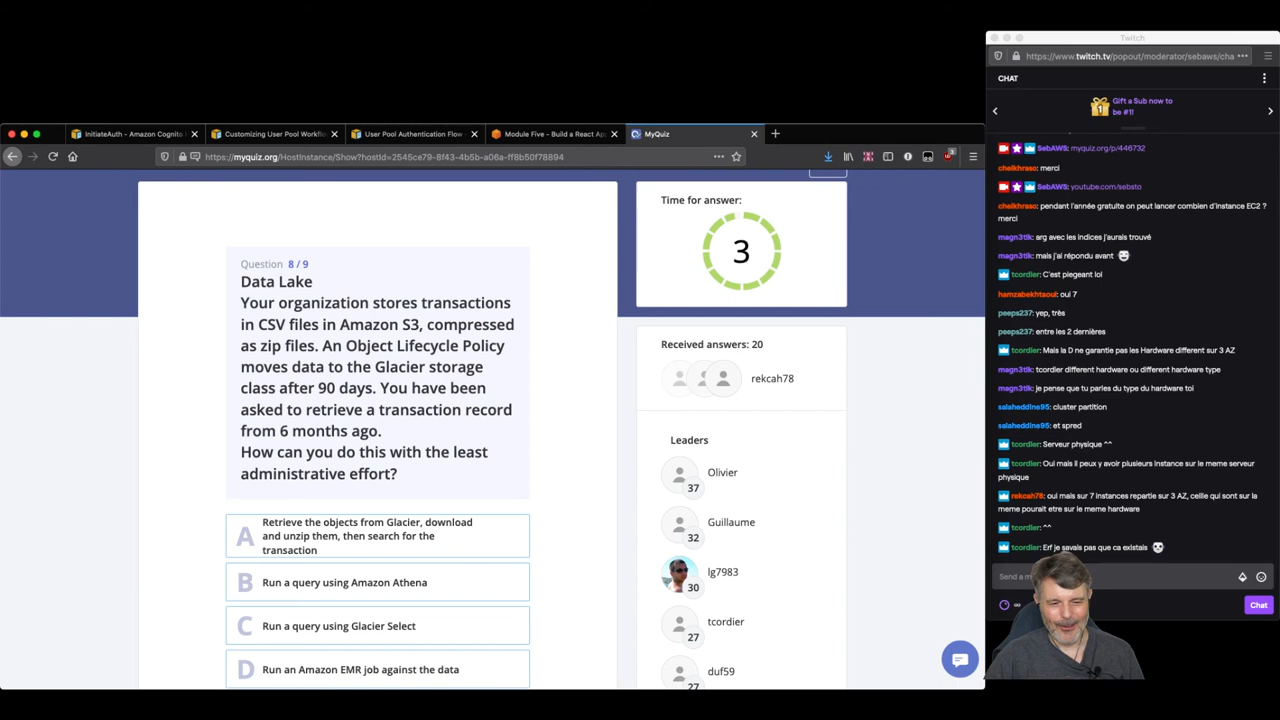 Twitch
https://www.twitch.tv/popout/moderator/sebaws/cha
CHAT
Gift a Sub now to
be #1!
InitiateAuth - Amazon Cognito
Customizing User Pool Workfl
User Pool Authentication Flow
Module Five - Build a React App
MyQuiz
https://myquiz.org/HostInstance/Show?hostId=2545ce79-8f43-4b5b-a06a-ff8b50f78894
Question 8 / 9
Data Lake
Your organization stores transactions
in CSV files in Amazon S3, compressed
as zip files. An Object Lifecycle Policy
moves data to the Glacier storage
class after 90 days. You have been
asked to retrieve a transaction record
from 6 months ago.
How can you do this with the least
administrative effort?
A Retrieve the objects from Glacier, download
and unzip them, then search for the
transaction
B Run a query using Amazon Athena
C Run a query using Glacier Select
D Run an Amazon EMR job against the data
Time for answer:
3
Received answers: 20
rekcah78
Leaders
Olivier
37
Guillaume
32
lg7983
30
tcordier
27
duf59
27
SebAWS: myquiz.org/p/446732
cheikhraso: merci
SebAWS: youtube.com/sebsto
cheikhraso: pendant l'année gratuite on peut lancer combien d'instance EC2 ?
merci
magn3tik: arg avec les indices j'aurais trouvé
magn3tik: mais j'ai répondu avant
tcordier: C'est piegeant lol
hamzabekhtaoui: oui 7
peeps237: yep, très
peeps237: entre les 2 dernières
tcordier: Mais la D ne garantie pas les Hardware different sur 3 AZ
magn3tik: tcordier different hardware ou different hardware type
magn3tik: je pense que tu parles du type du hardware toi
salaheddine95: cluster partition
salaheddine95: et spred
tcordier: Serveur physique ^^
tcordier: Oui mais il peux y avoir plusieurs instance sur le meme serveur
physique
rekcah78: oui mais sur 7 instances repartie sur 3 AZ, celle qui sont sur la
meme pourait etre sur le meme hardware
tcordier: ^^
tcordier: Erf je savais pas que ca existais
Send a m
Chat